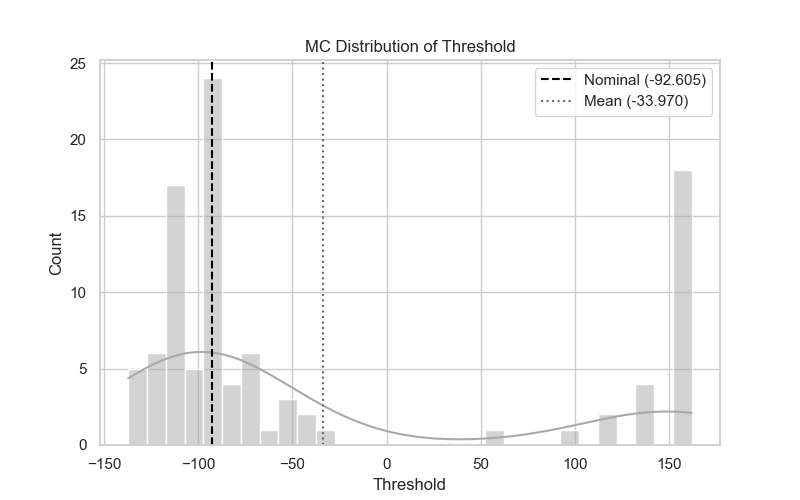 MC Distribution of Threshold
Nominal (-92.605)
Mean (-33.970)
25
20
15
10
5
0
Count
−150
−100
−50
0
50
100
150
Threshold